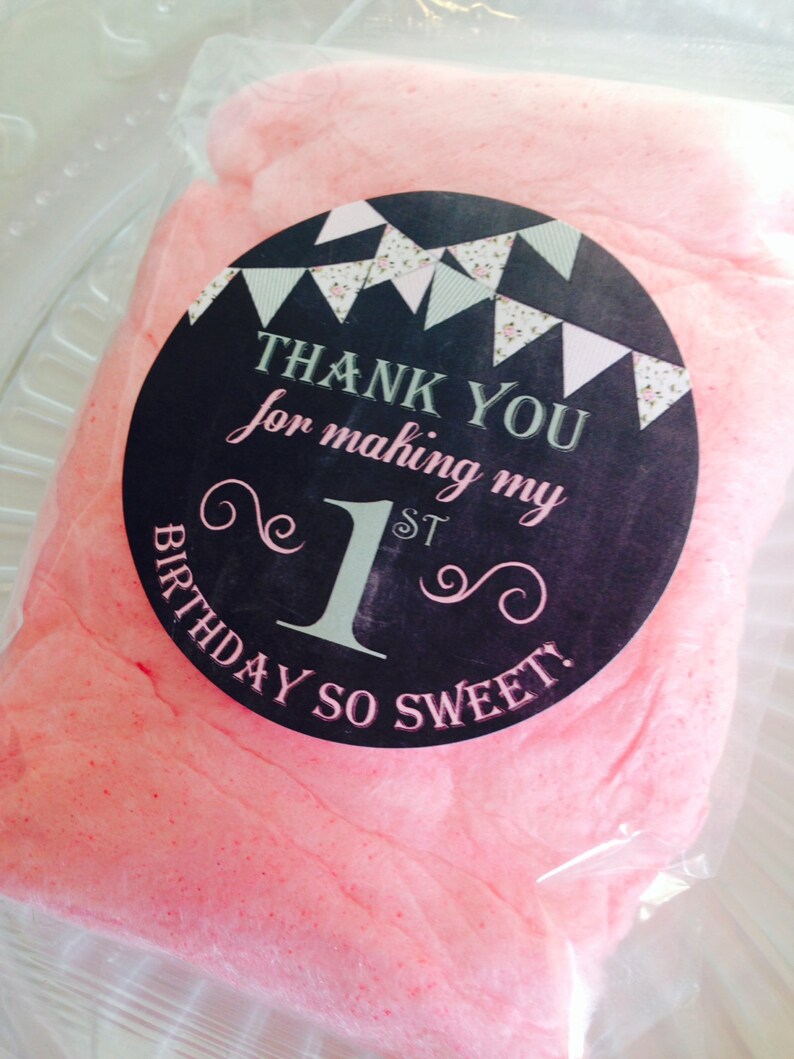 THANK YOU
for making my
1ST
BIRTHDAY SO SWEET!